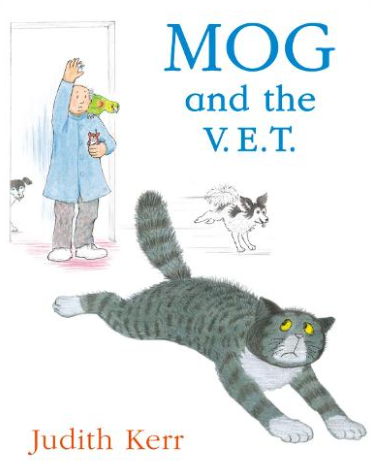 MOG
and the
V.E.T.
Judith Kerr